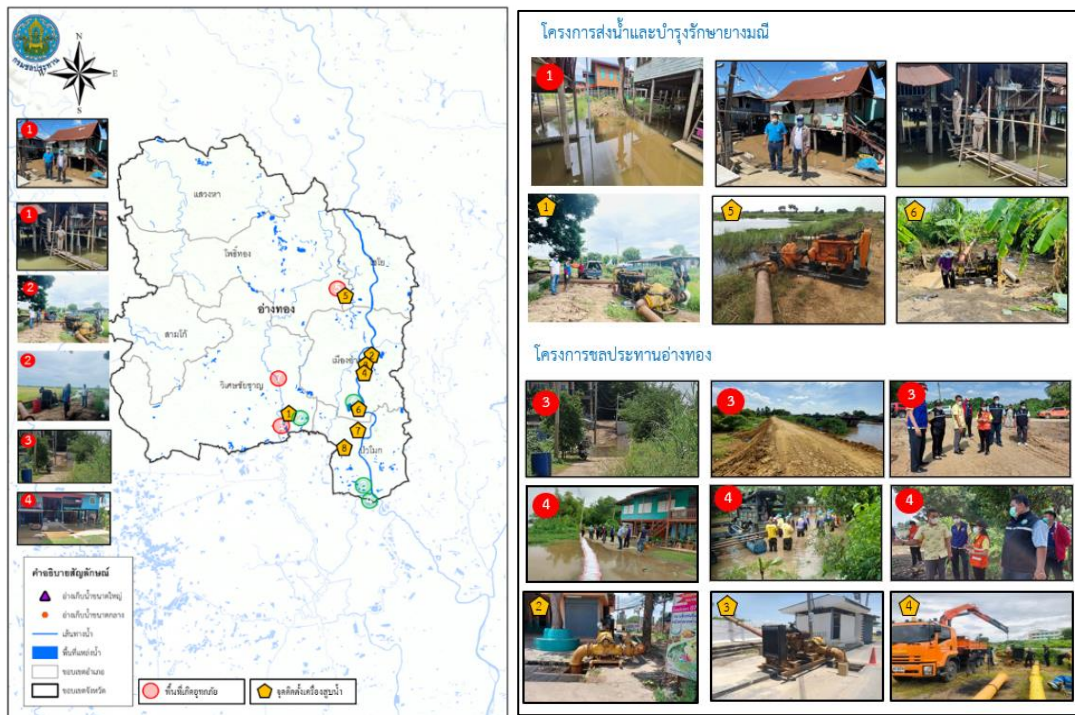 กรมชลประทาน
N
W
E
S
1
1
2
2
3
4
แสวงหา
โพธิ์ทอง
ไชโย
5
อ่างทอง
สามโก้
เมืองอ่าง
2
4
วิเศษชัยชาญ
1
6
7
8
ป่าโมก
คำอธิบายสัญลักษณ์
อ่างเก็บน้ำขนาดใหญ่
อ่างเก็บน้ำขนาดกลาง
เส้นทางน้ำ
พื้นที่แหล่งน้ำ
ขอบเขตอำเภอ
ขอบเขตจังหวัด
พื้นที่เกิดอุทกภัย
จุดติดตั้งเครื่องสูบน้ำ
โครงการส่งน้ำและบำรุงรักษายางมณี
1
1
5
6
โครงการชลประทานอ่างทอง
3
3
3
4
4
4
2
3
4